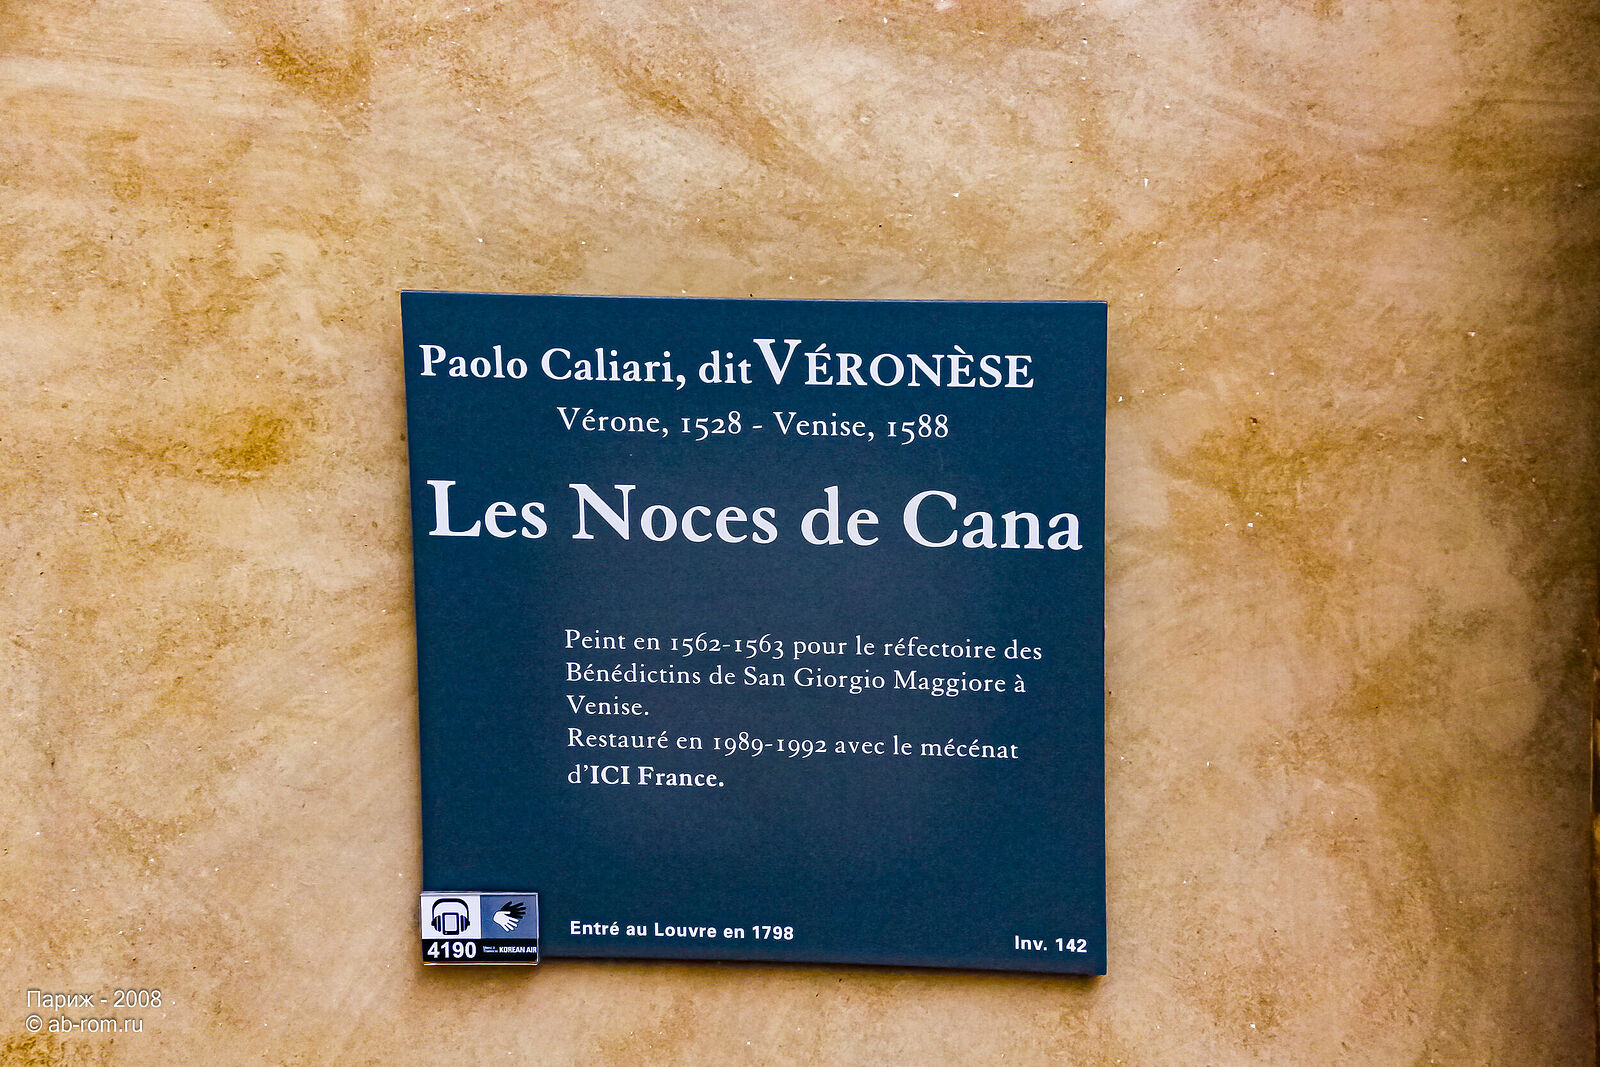 Paolo Caliari, dit VÉRONÈSE
Vérone, 1528 - Venise, 1588
Les Noces de Cana
Peint en 1562-1563 pour le réfectoire des
Bénédictins de San Giorgio Maggiore à
Venise.
Restauré en 1989-1992 avec le mécénat
d'ICI France.
Entré au Louvre en 1798
Inv. 142
4190
KOREAN AIR
Париж - 2008
© ab-rom.ru